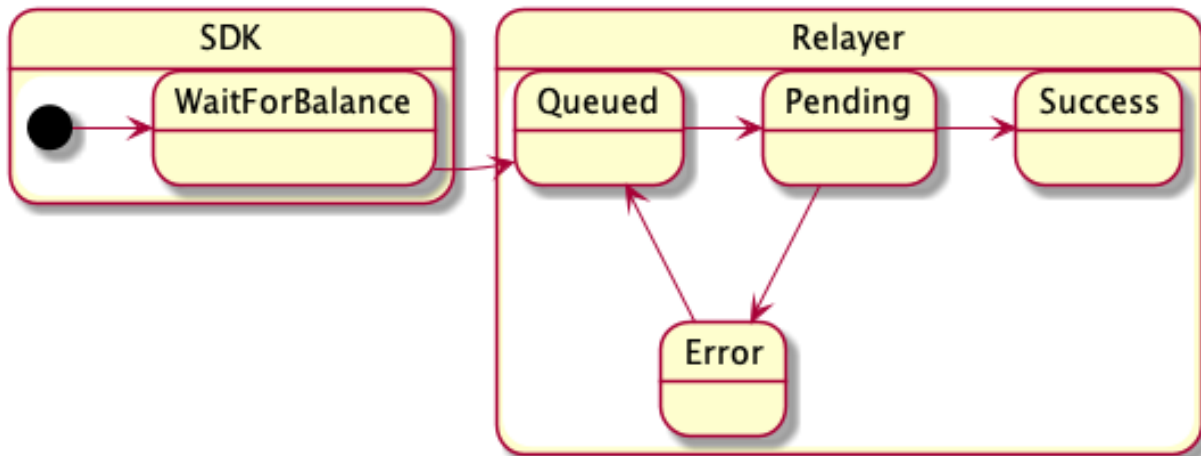 SDK
WaitForBalance
Relayer
Queued
Pending
Success
Error